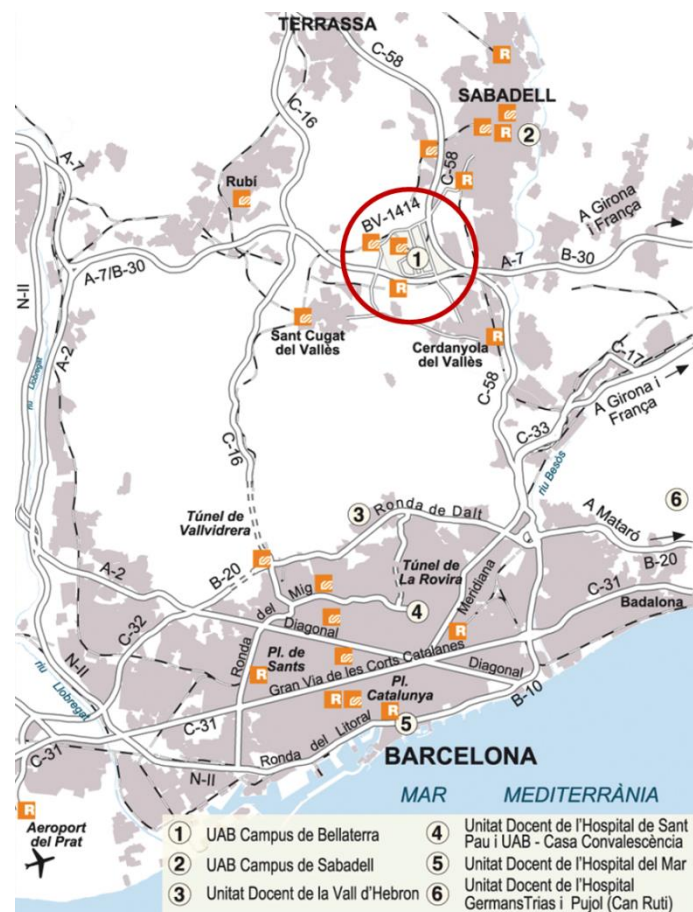 TERRASSA
C-58
R
C-16
SABADELL
R
2
A-7
Rubí
C-58
R
BV-1414
1
A Girona
i França
A-7
B-30
A-7/B-30
N-II
R
A-2
Sant Cugat
del Vallès
Cerdanyola
del Vallès
R
riu Llobregat
C-17
C-58
A Girona i
França
C-16
C-33
riu Besòs
6
Túnel de
Vallvidrera
3
Ronda de Dalt
A Mataró
A-2
B-20
Túnel de
La Rovira
B-20
C-31
Ronda del Mig
4
Meridiana
R
Badalona
C-32
Diagonal
Pl. de
Sants
R
Gran Via de les Corts Catalanes
Diagonal
N-II
riu
Llobregat
Pl.
Catalunya
R
R
B-10
C-31
5
C-31
Ronda del Litoral
N-II
BARCELONA
R
MAR MEDITERRÀNIA
Aeroport
del Prat
1 UAB Campus de Bellaterra
2 UAB Campus de Sabadell
3 Unitat Docent de la Vall d'Hebron
4 Unitat Docent de l'Hospital de Sant
Pau i UAB - Casa Convalescència
5 Unitat Docent de l'Hospital del Mar
6 Unitat Docent de l'Hospital
GermansTrias i Pujol (Can Ruti)